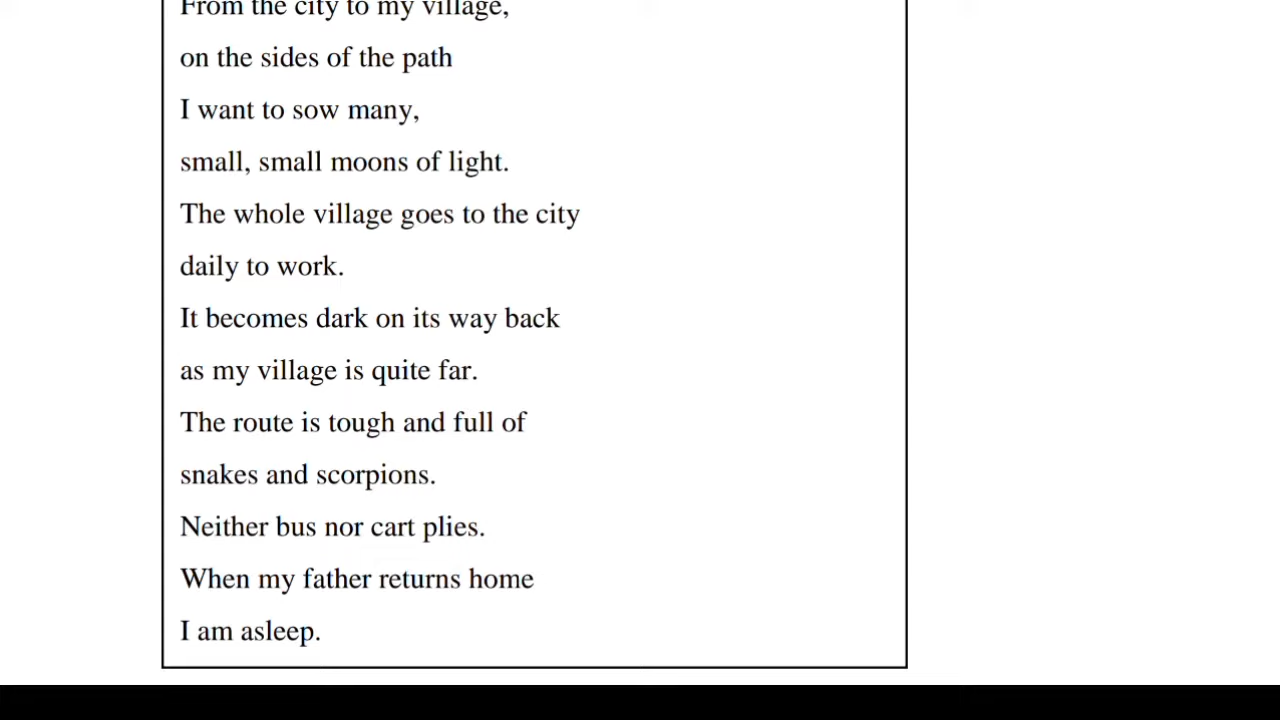 From the city to my village,
on the sides of the path
I want to sow many,
small, small moons of light.
The whole village goes to the city
daily to work.
It becomes dark on its way back
as my village is quite far.
The route is tough and full of
snakes and scorpions.
Neither bus nor cart plies.
When my father returns home
I am asleep.